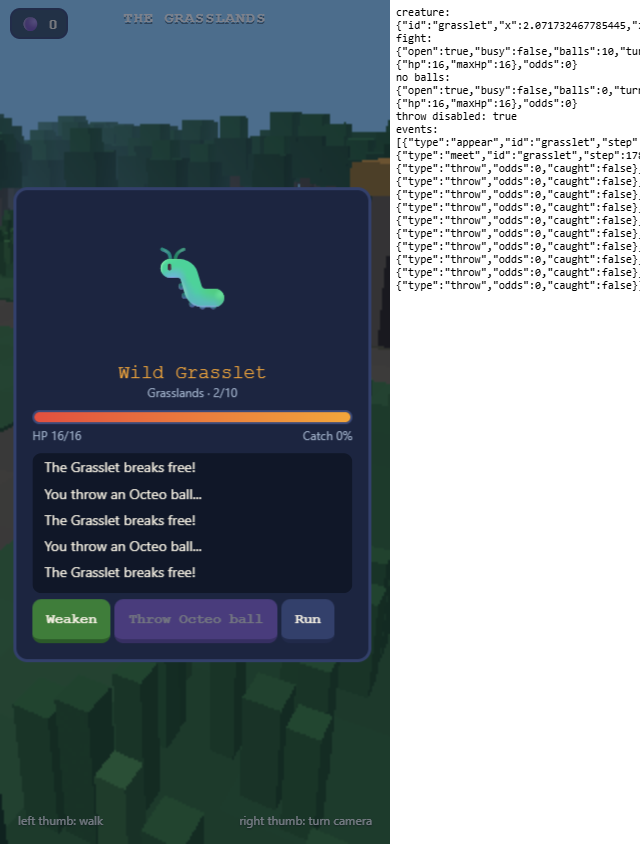 0
THE GRASSLANDS
Wild Grasslet
Grasslands · 2/10
HP 16/16
Catch 0%
The Grasslet breaks free!
You throw an Octeo ball...
The Grasslet breaks free!
You throw an Octeo ball...
The Grasslet breaks free!
Weaken
Throw Octeo ball
Run
left thumb: walk
right thumb: turn camera
creature:
{"id":"grasslet","x":2.071732467785445,"z
fight:
{"open":true,"busy":false,"balls":10,"tur
{"hp":16,"maxHp":16},"odds":0}
no balls:
{"open":true,"busy":false,"balls":0,"turn
{"hp":16,"maxHp":16},"odds":0}
throw disabled: true
events:
[{"type":"appear","id":"grasslet","step"
{"type":"meet","id":"grasslet","step":178
{"type":"throw","odds":0,"caught":false},
{"type":"throw","odds":0,"caught":false},
{"type":"throw","odds":0,"caught":false},
{"type":"throw","odds":0,"caught":false},
{"type":"throw","odds":0,"caught":false},
{"type":"throw","odds":0,"caught":false},
{"type":"throw","odds":0,"caught":false},
{"type":"throw","odds":0,"caught":false},
{"type":"throw","odds":0,"caught":false},
{"type":"throw","odds":0,"caught":false}]